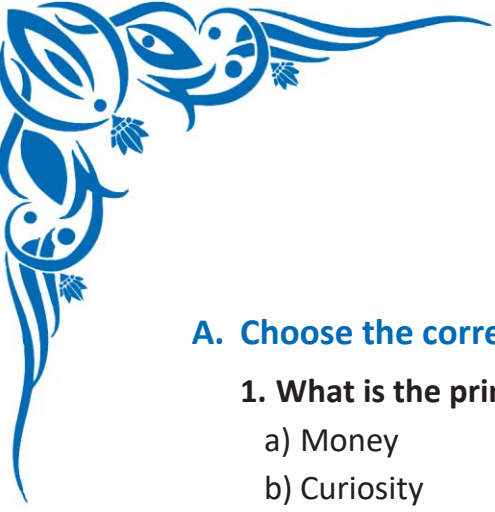 A. Choose the corre
1. What is the prin
a) Money
b) Curiosity